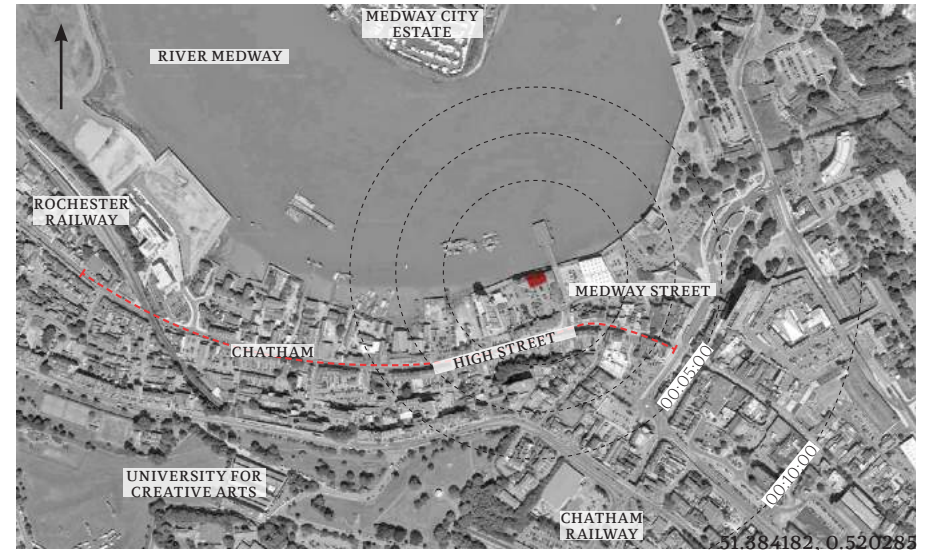 MEDWAY CITY
ESTATE
RIVER MEDWAY
ROCHESTER
RAILWAY
MEDWAY STREET
CHATHAM
HIGH STREET
00:05:00
UNIVERSITY FOR
CREATIVE ARTS
00:10:00
CHATHAM
RAILWAY
51.384182, 0.520285